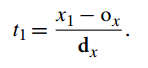 t₁ = (x₁ − oₓ) / dₓ.